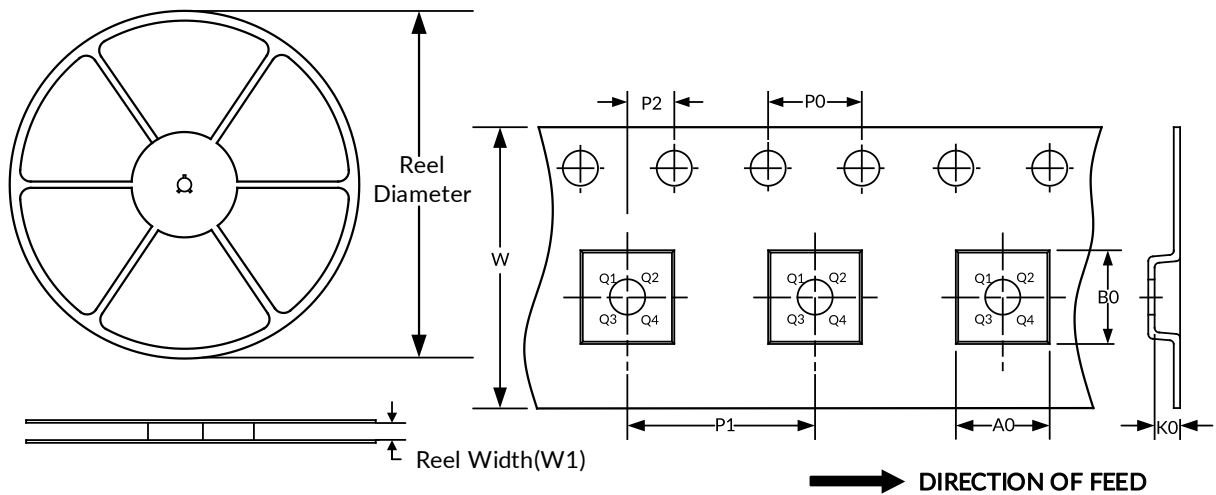 P2
P0
Reel
Diameter
W
Q1 Q2
Q3 Q4
Q1 Q2
Q3 Q4
Q1 Q2
Q3 Q4
B0
P1
A0
K0
Reel Width(W1)
DIRECTION OF FEED